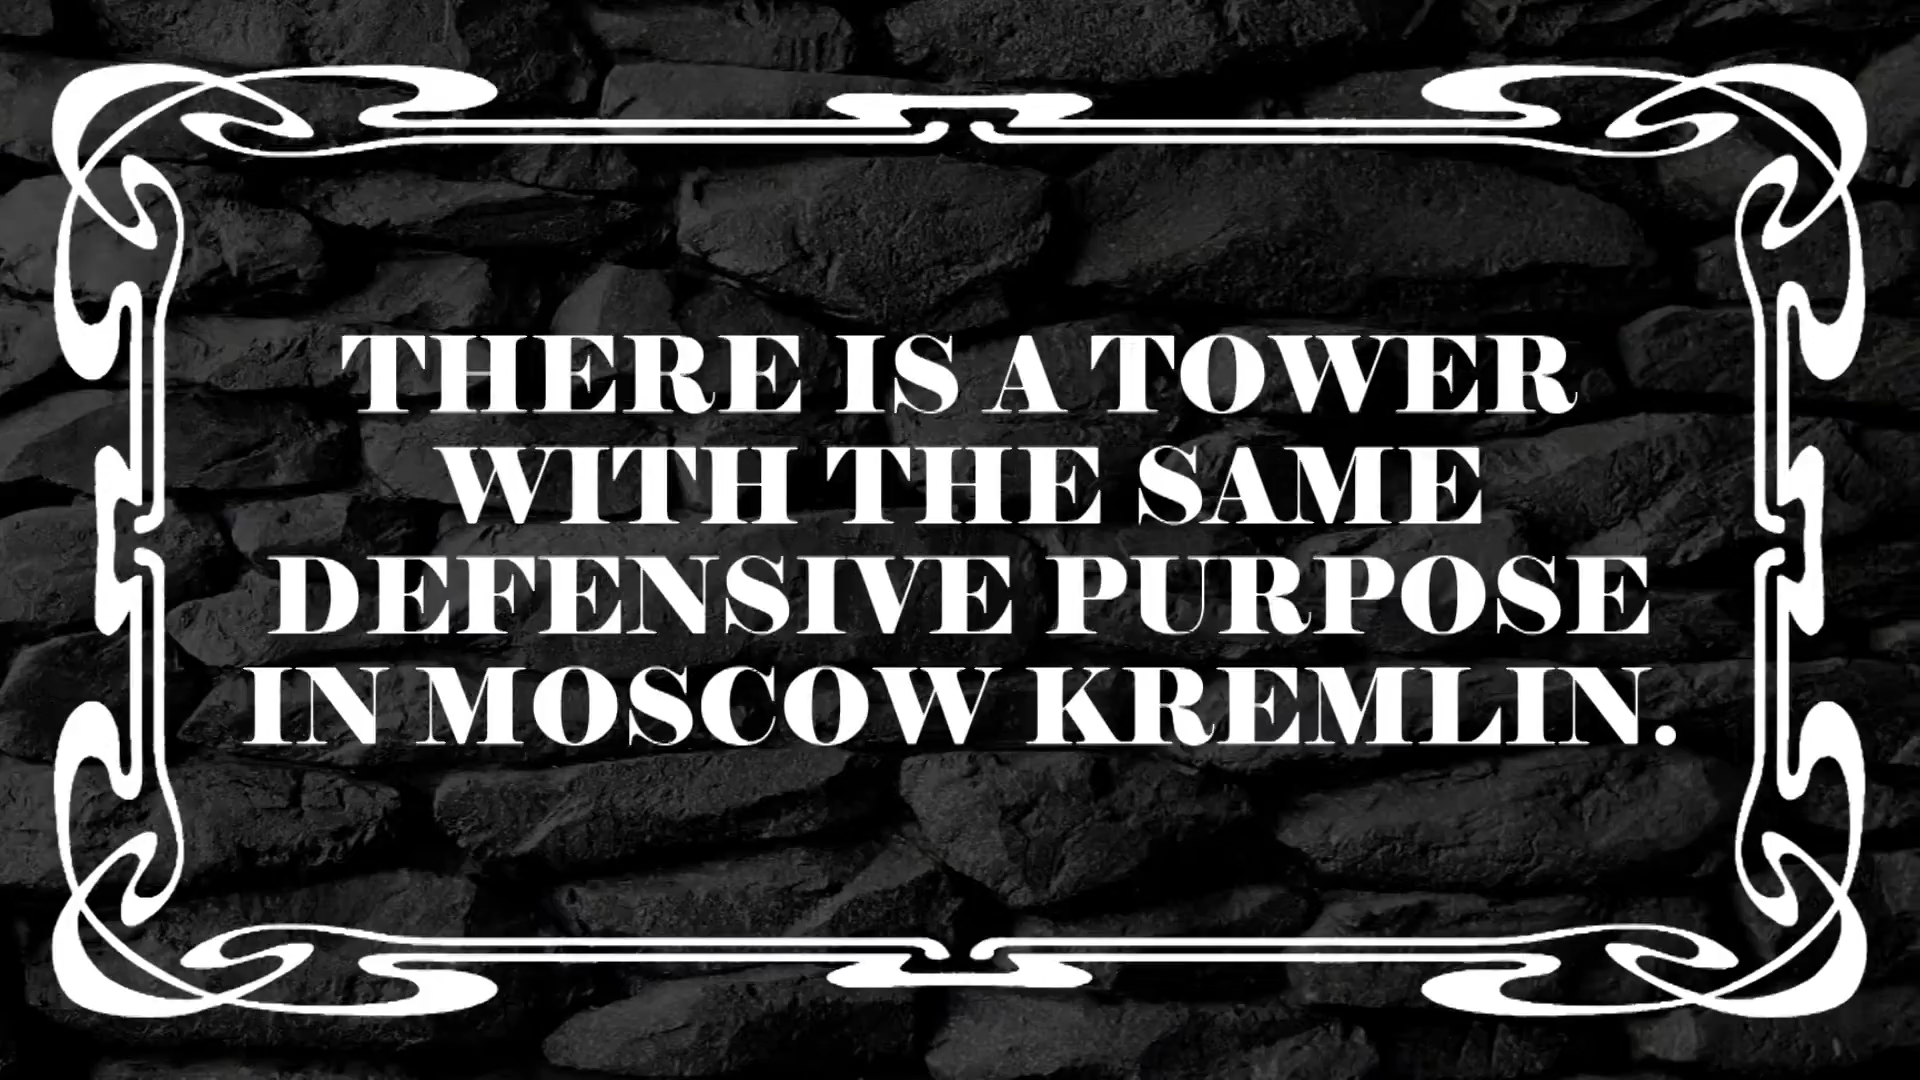 THERE IS A TOWER
WITH THE SAME
DEFENSIVE PURPOSE
IN MOSCOW KREMLIN.